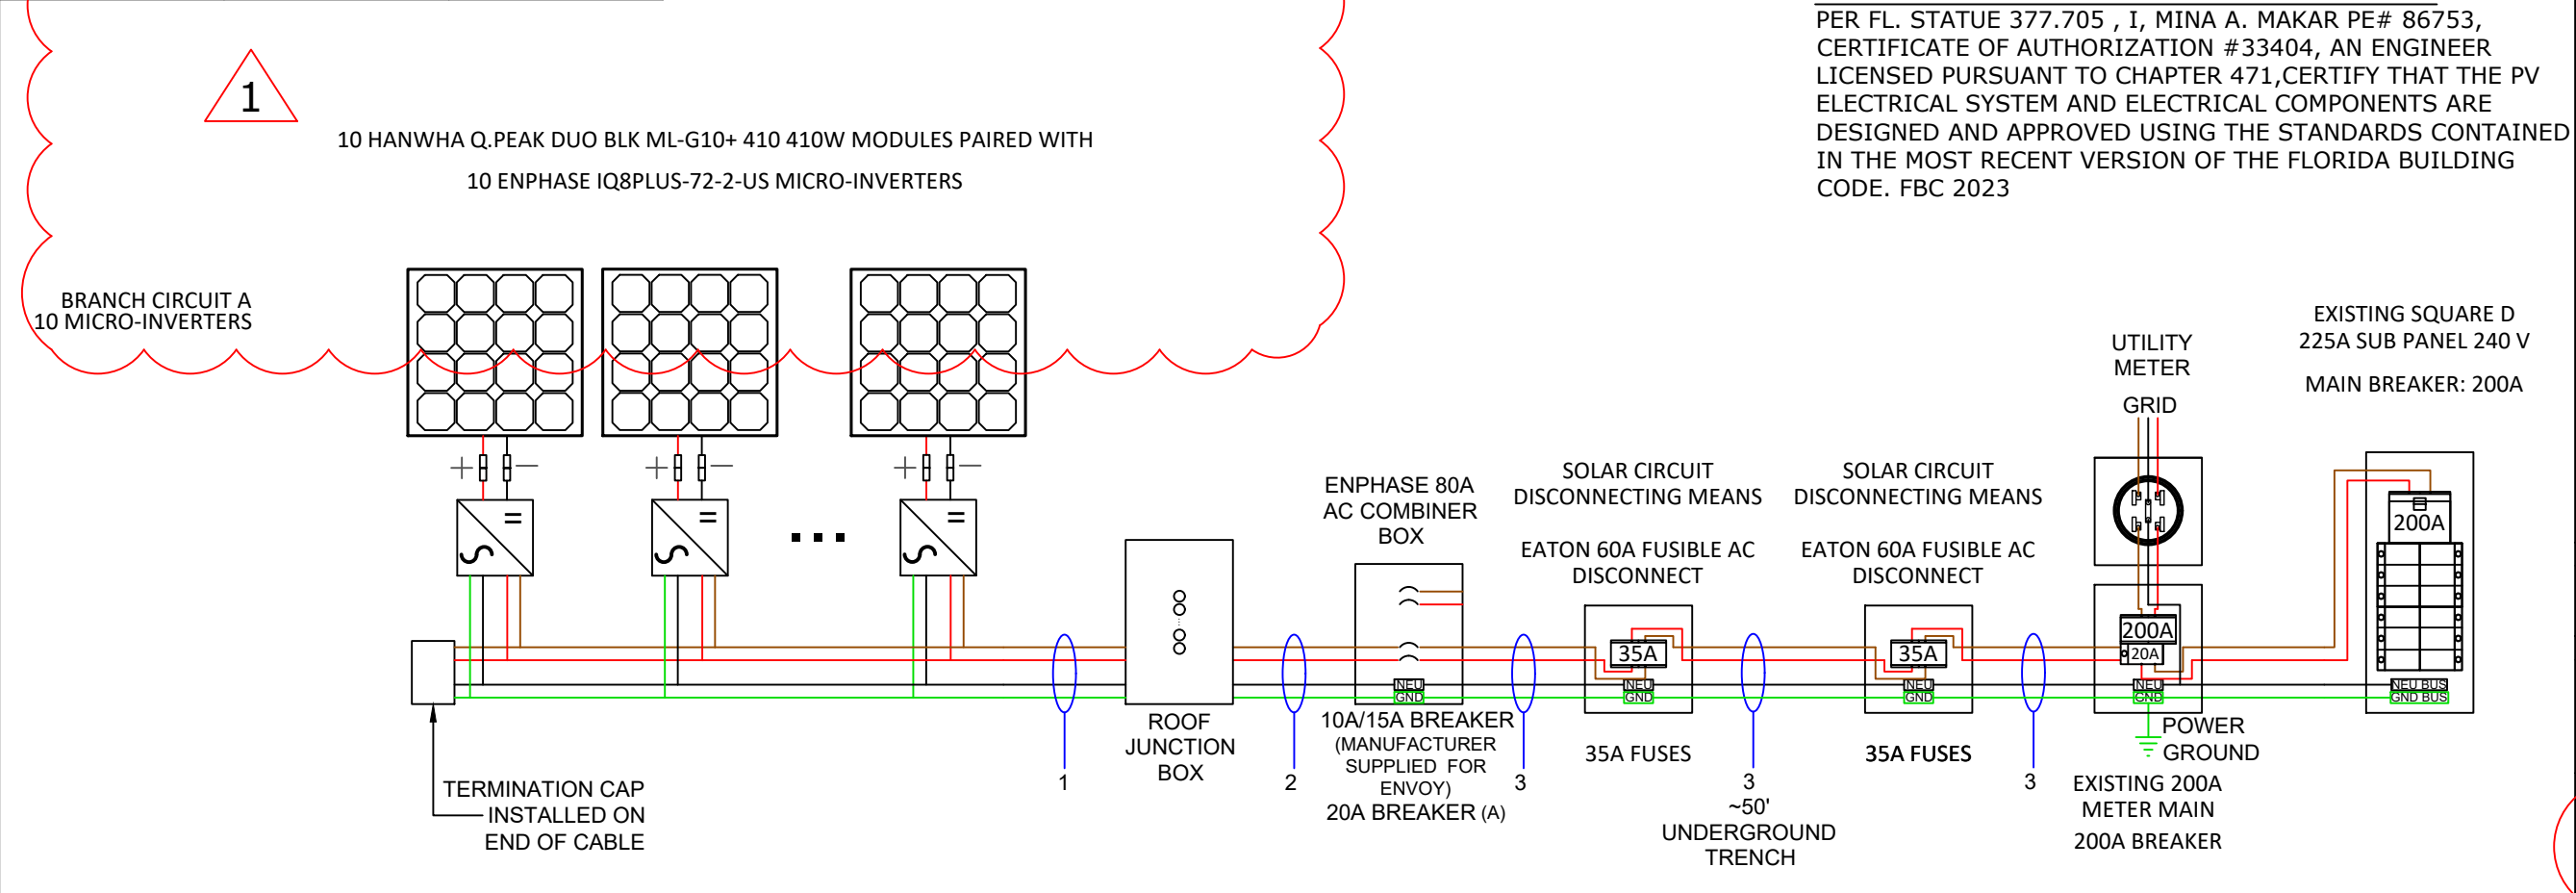 PER FL. STATUE 377.705 , I, MINA A. MAKAR PE# 86753,
CERTIFICATE OF AUTHORIZATION #33404, AN ENGINEER
LICENSED PURSUANT TO CHAPTER 471,CERTIFY THAT THE PV
ELECTRICAL SYSTEM AND ELECTRICAL COMPONENTS ARE
DESIGNED AND APPROVED USING THE STANDARDS CONTAINED
IN THE MOST RECENT VERSION OF THE FLORIDA BUILDING
CODE. FBC 2023
1
10 HANWHA Q.PEAK DUO BLK ML-G10+ 410 410W MODULES PAIRED WITH
10 ENPHASE IQ8PLUS-72-2-US MICRO-INVERTERS
BRANCH CIRCUIT A
10 MICRO-INVERTERS
+ −
+ −
+ −
=
=
...
=
TERMINATION CAP
INSTALLED ON
END OF CABLE
1
ROOF
JUNCTION
BOX
2
ENPHASE 80A
AC COMBINER
BOX
NEU
GND
10A/15A BREAKER
(MANUFACTURER
SUPPLIED FOR
ENVOY)
20A BREAKER (A)
3
SOLAR CIRCUIT
DISCONNECTING MEANS
EATON 60A FUSIBLE AC
DISCONNECT
35A
NEU
GND
35A FUSES
3
~50'
UNDERGROUND
TRENCH
SOLAR CIRCUIT
DISCONNECTING MEANS
EATON 60A FUSIBLE AC
DISCONNECT
35A
NEU
GND
35A FUSES
3
UTILITY
METER
GRID
200A
20A
NEU
GND
POWER
GROUND
EXISTING 200A
METER MAIN
200A BREAKER
EXISTING SQUARE D
225A SUB PANEL 240 V
MAIN BREAKER: 200A
200A
NEU BUS
GND BUS